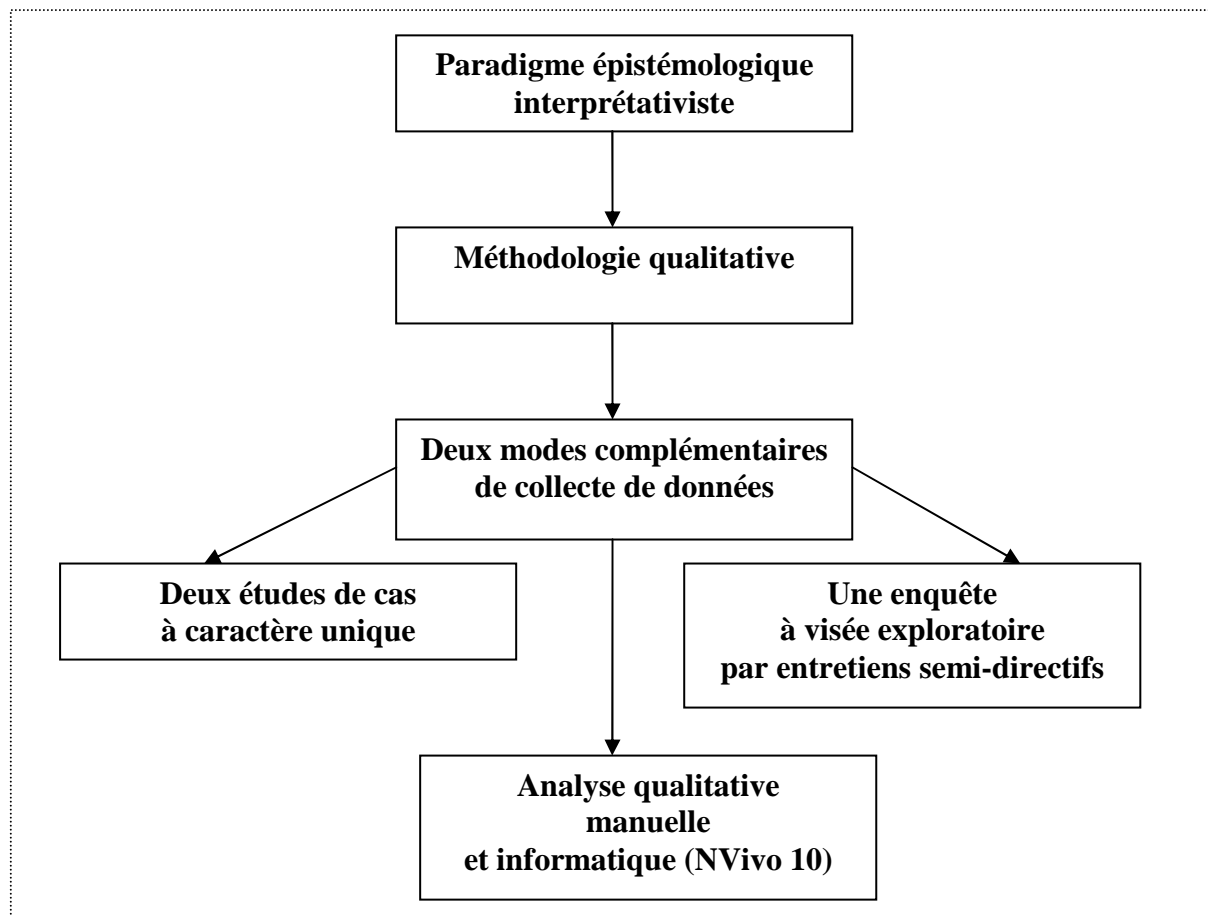 Paradigme épistémologique
interprétativiste
Méthodologie qualitative
Deux modes complémentaires
de collecte de données
Deux études de cas
à caractère unique
Une enquête
à visée exploratoire
par entretiens semi-directifs
Analyse qualitative
manuelle
et informatique (NVivo 10)